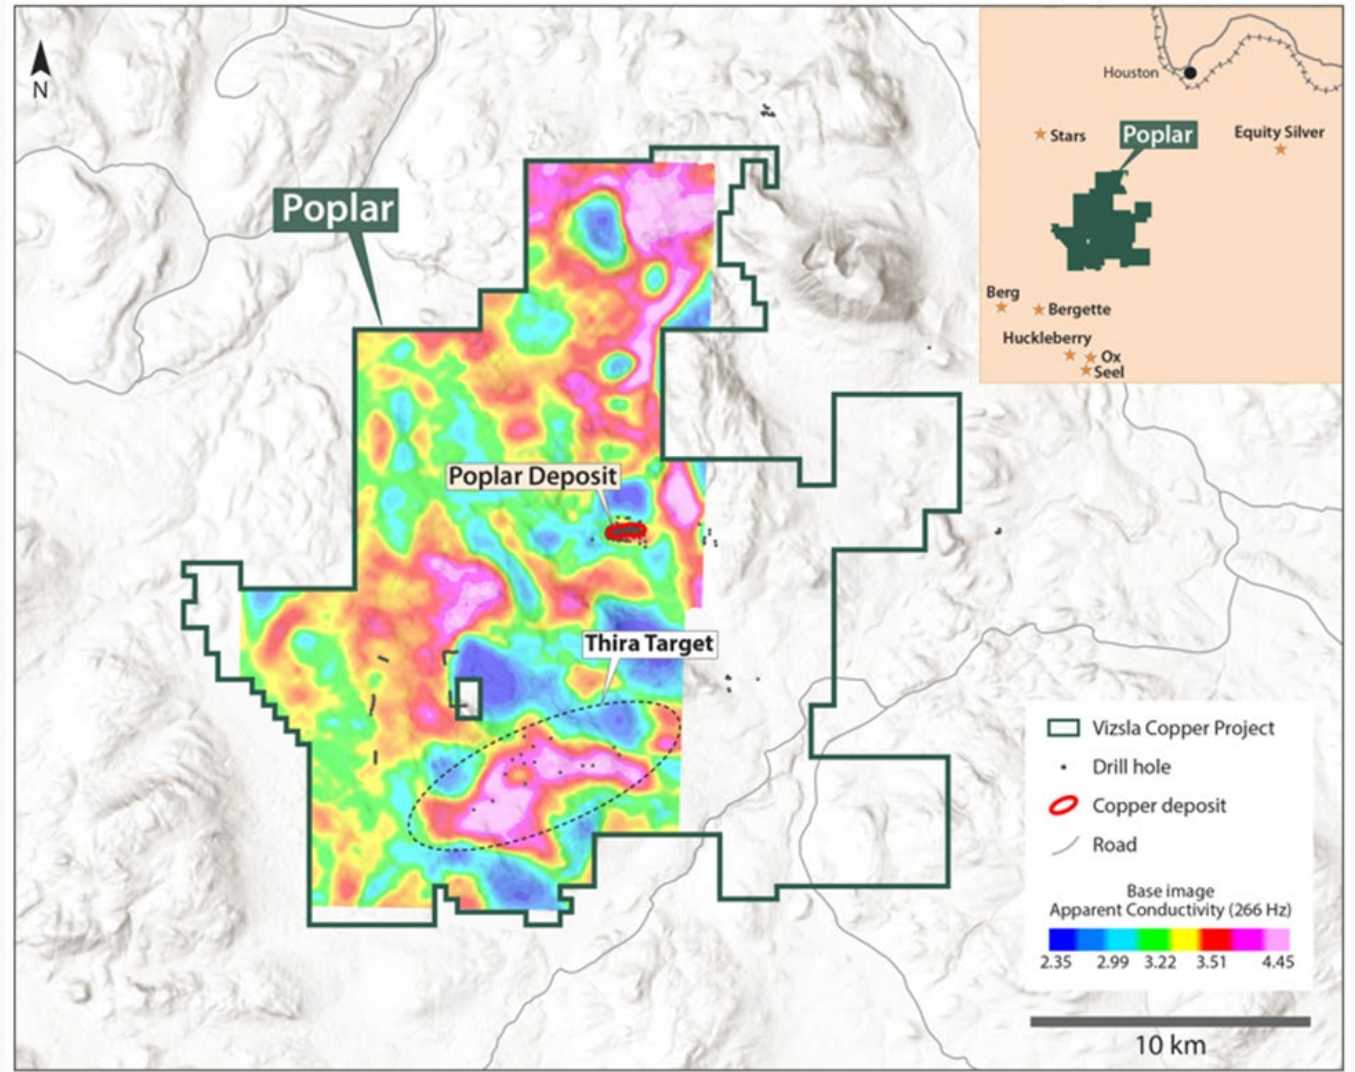 N
Poplar
Poplar Deposit
Thira Target
Houston
Stars
Poplar
Equity Silver
Berg
Bergette
Huckleberry
Ox
Seel
Vizsla Copper Project
Drill hole
Copper deposit
Road
Base image
Apparent Conductivity (266 Hz)
2.35 2.99 3.22 3.51 4.45
10 km